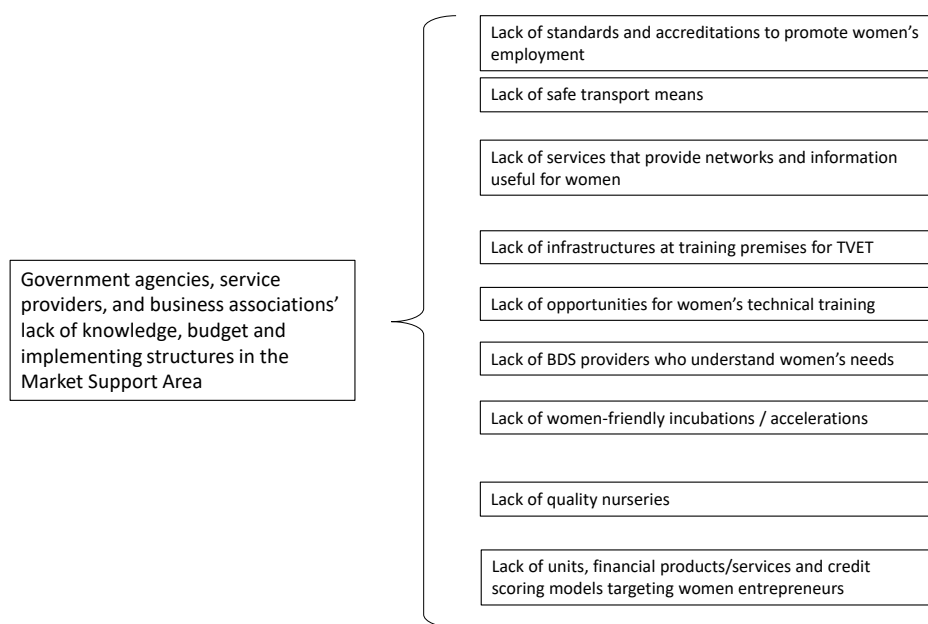 Lack of standards and accreditations to promote women’s
employment
Lack of safe transport means
Lack of services that provide networks and information
useful for women
Lack of infrastructures at training premises for TVET
Government agencies, service
providers, and business associations’
lack of knowledge, budget and
implementing structures in the
Market Support Area
Lack of opportunities for women’s technical training
Lack of BDS providers who understand women’s needs
Lack of women-friendly incubations / accelerations
Lack of quality nurseries
Lack of units, financial products/services and credit
scoring models targeting women entrepreneurs